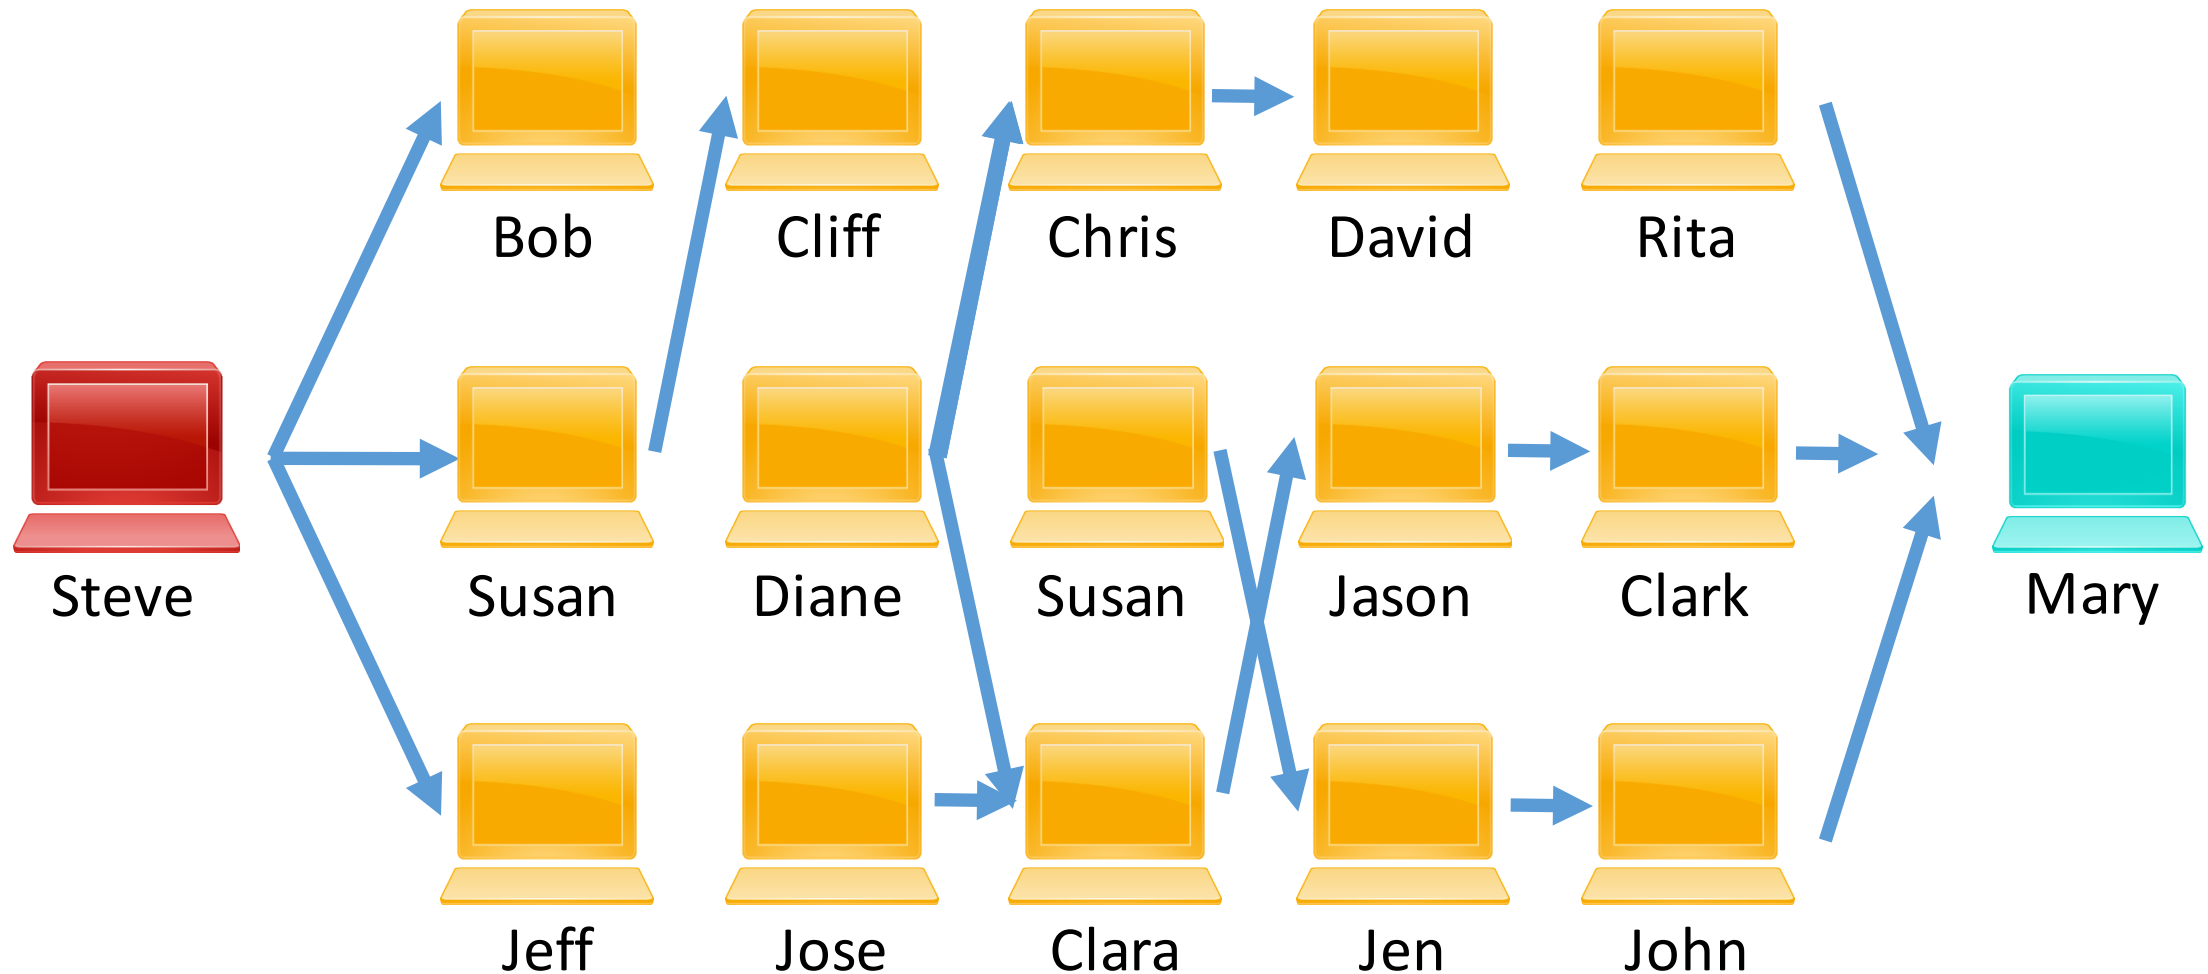 Bob
Cliff
Chris
David
Rita
Steve
Susan
Diane
Susan
Jason
Clark
Mary
Jeff
Jose
Clara
Jen
John